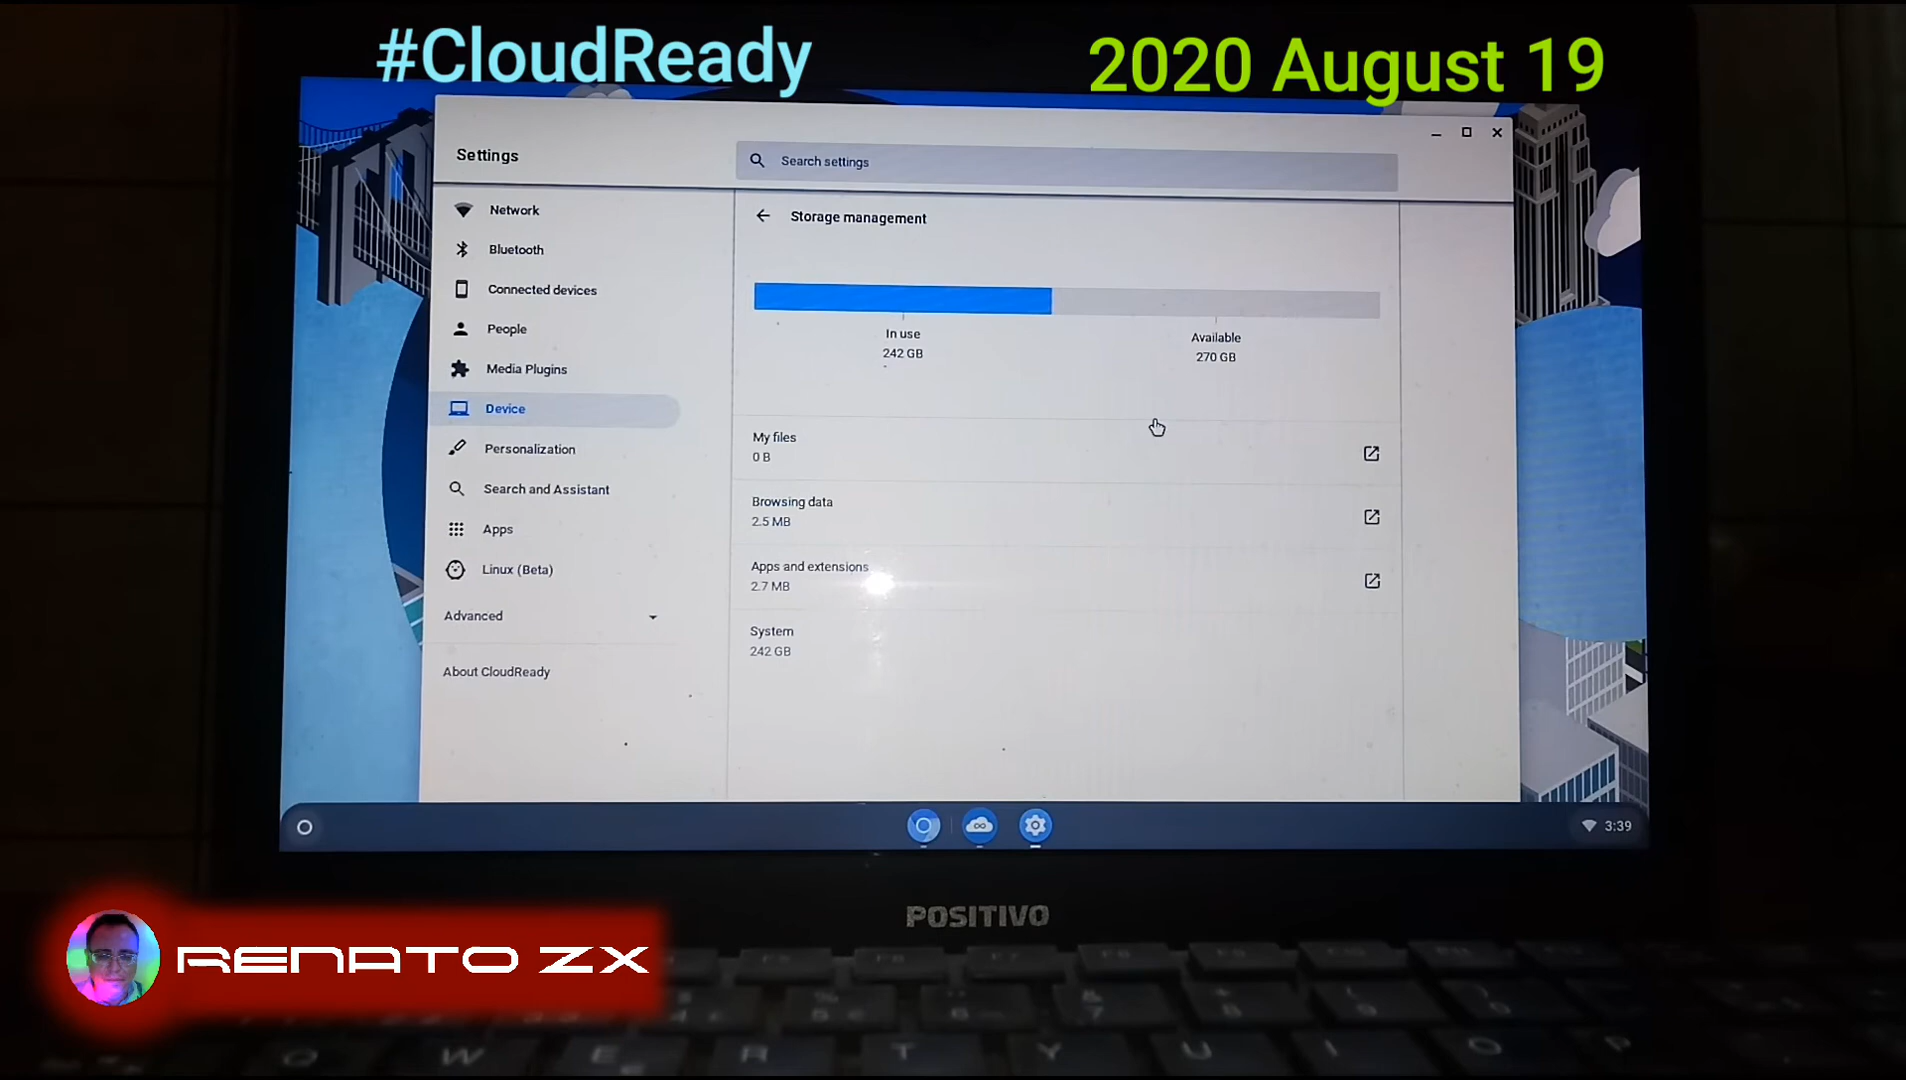 #CloudReady
2020 August 19
Settings
Search settings
Network
Bluetooth
Connected devices
People
Media Plugins
Device
Personalization
Search and Assistant
Apps
Linux (Beta)
Advanced
About CloudReady
Storage management
In use
242 GB
Available
270 GB
My files
0 B
Browsing data
2.5 MB
Apps and extensions
2.7 MB
System
242 GB
3:39
POSITIVO
RENATO ZX
Q W E R T Y U I O P